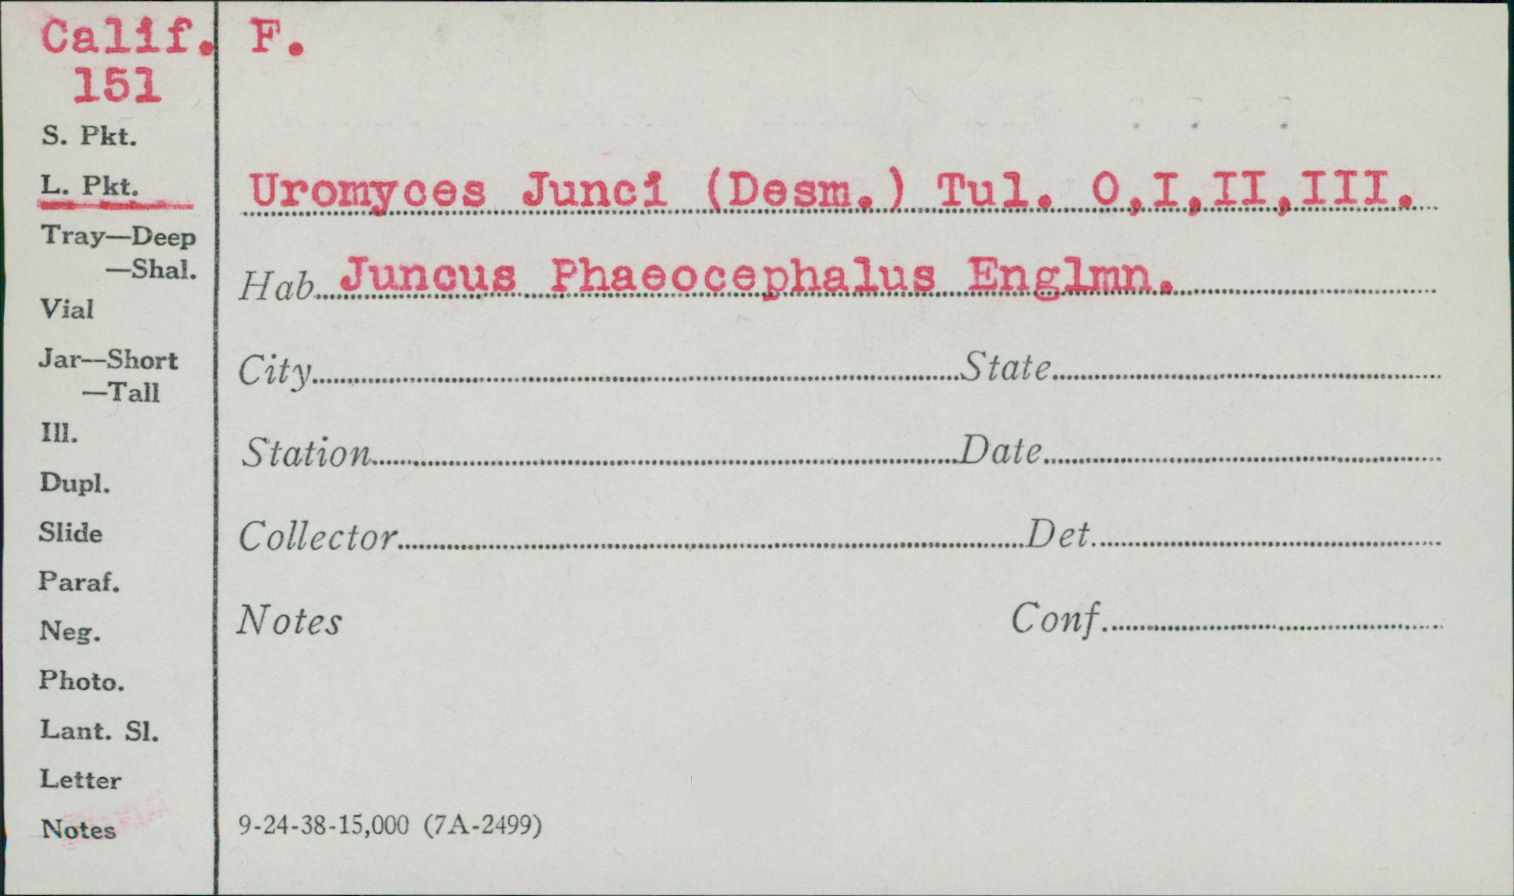 Calif. F.
151
S. Pkt.
L. Pkt.
Uromyces Junci (Desm.) Tul. O,I,II,III.
Tray—Deep
—Shal.
Hab. Juncus Phaeocephalus Englmn.
Vial
Jar—Short
—Tall
City State
Ill.
Station Date
Dupl.
Slide
Collector Det.
Paraf.
Neg.
Notes Conf.
Photo.
Lant. Sl.
Letter
Notes
9-24-38-15,000 (7A-2499)